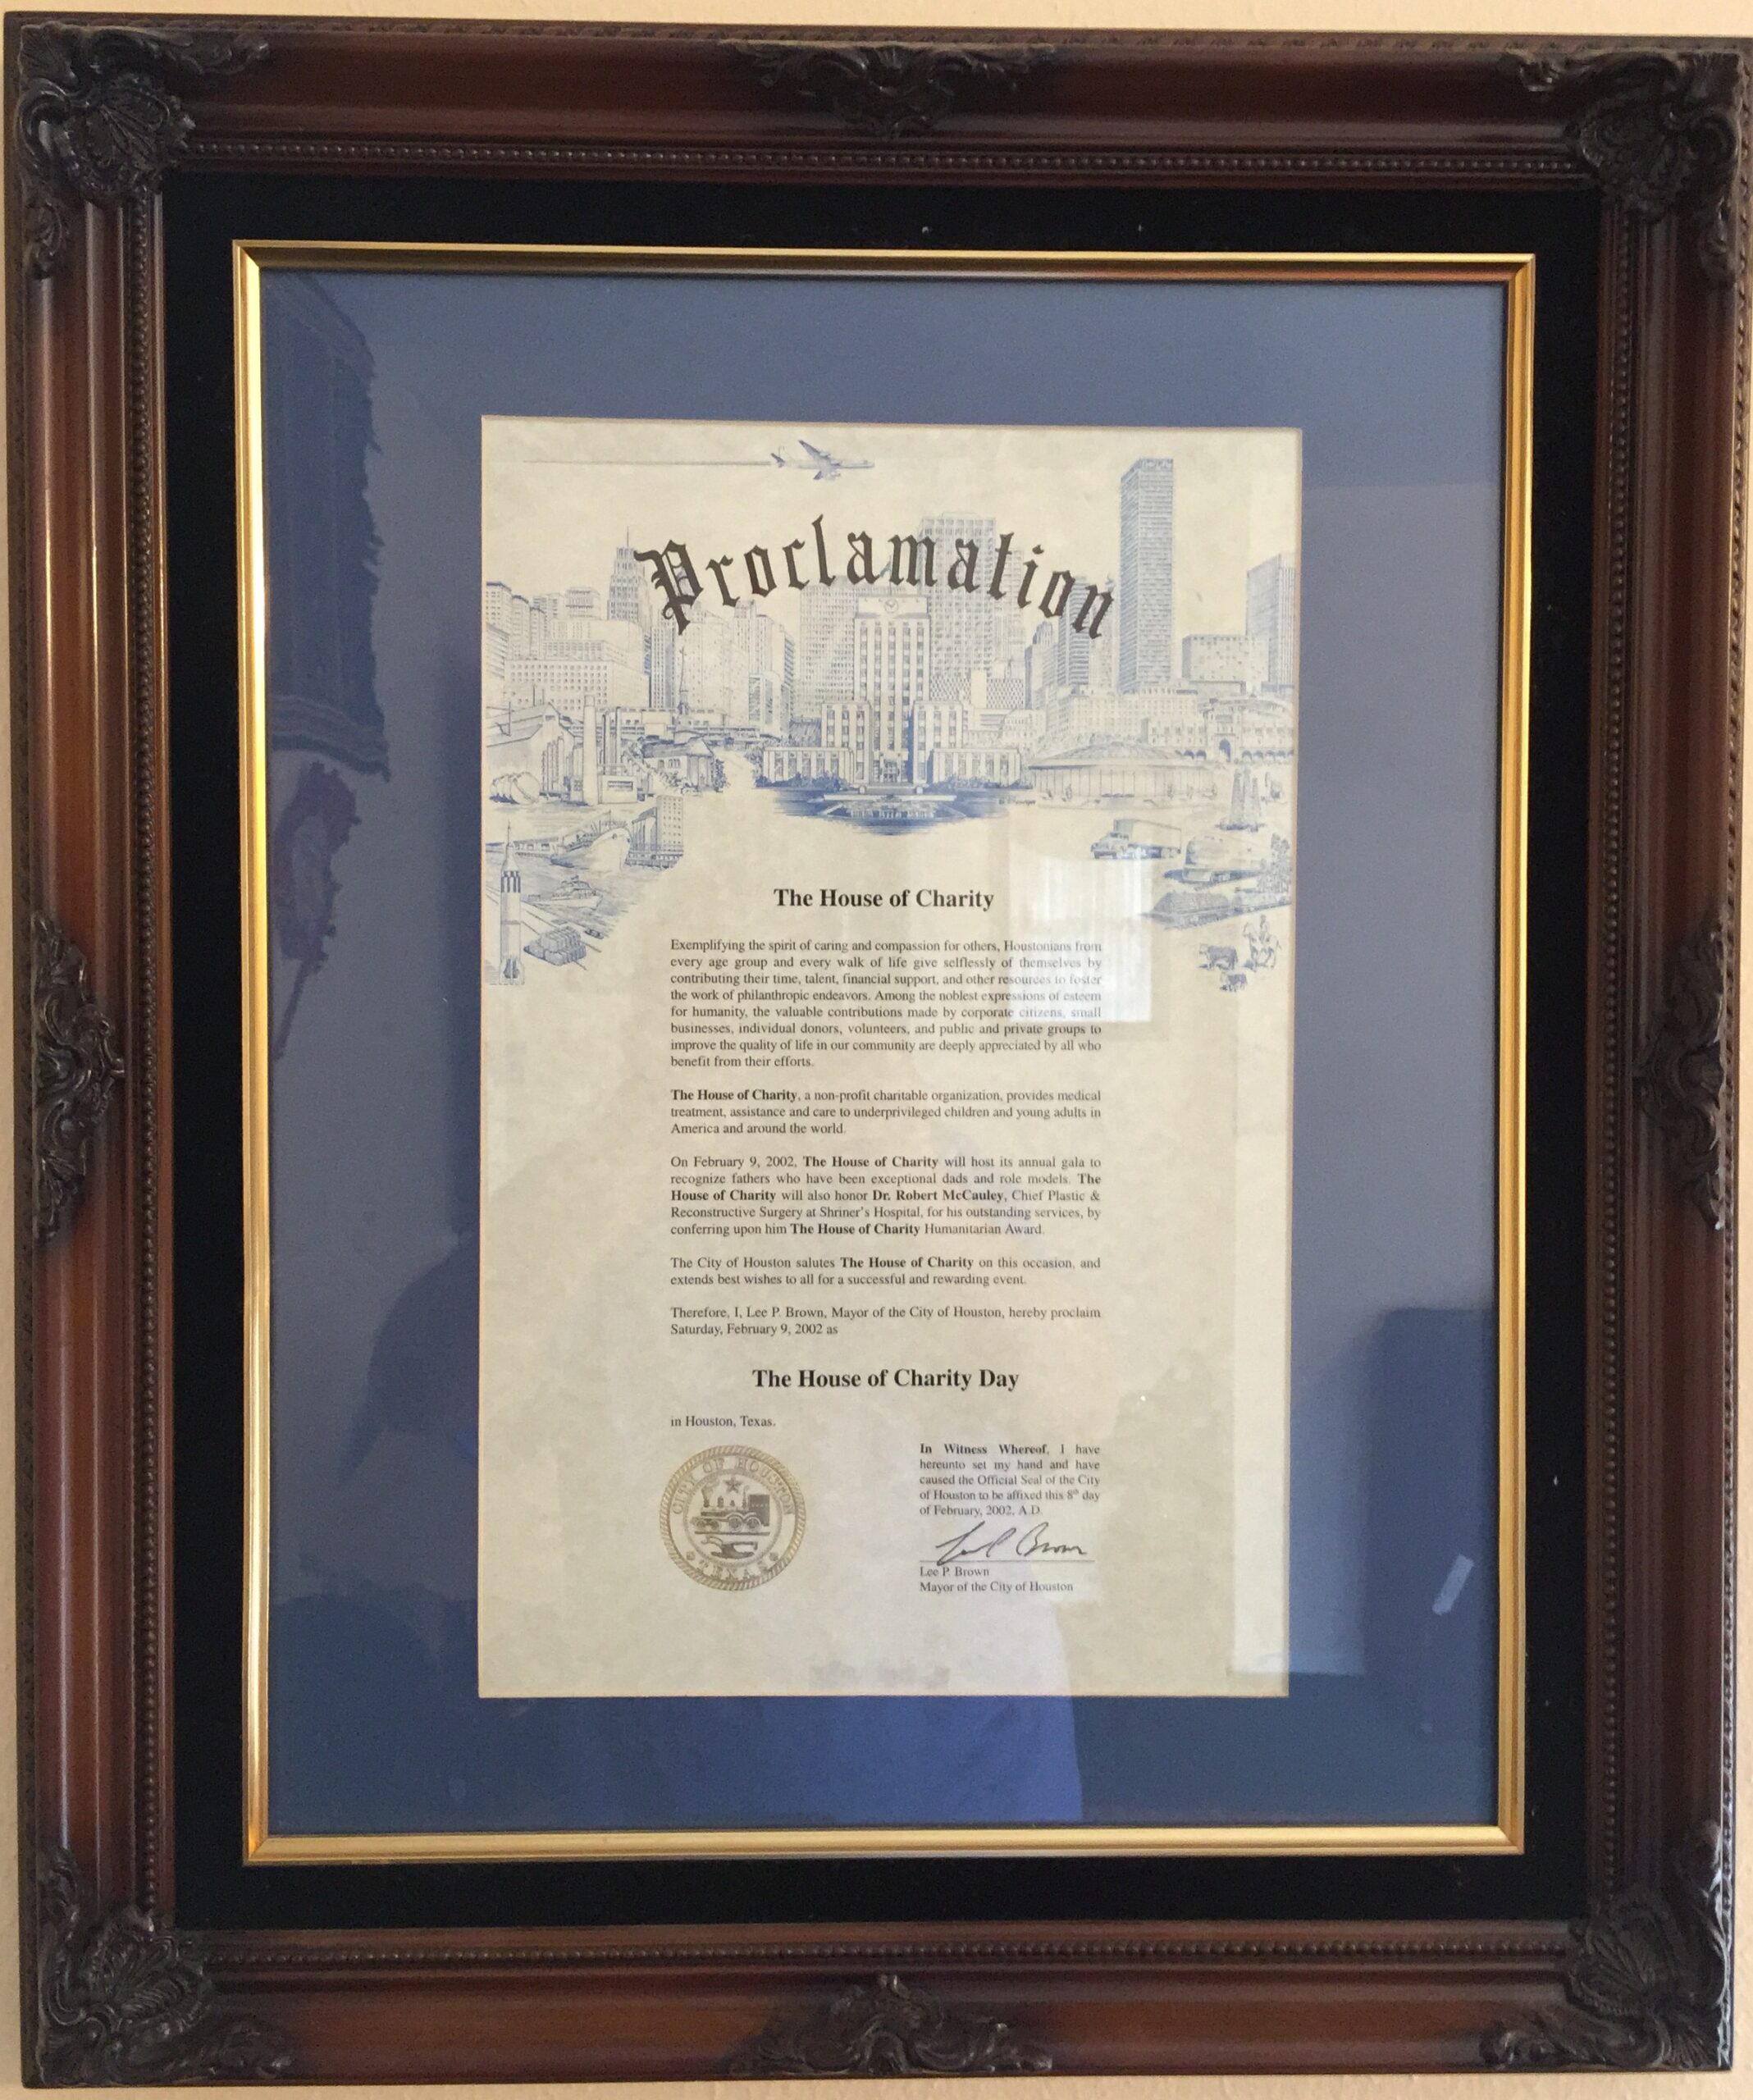 Proclamation
The House of Charity
Exemplifying the spirit of caring and compassion for others, Houstonians from
every age group and every walk of life give selflessly of themselves by
contributing their time, talent, financial support, and other resources to foster
the work of philanthropic endeavors. Among the noblest expressions of esteem
for humanity, the valuable contributions made by corporate citizens, small
businesses, individual donors, volunteers, and public and private groups to
improve the quality of life in our community are deeply appreciated by all who
benefit from their efforts.
The House of Charity, a non-profit charitable organization, provides medical
treatment, assistance and care to underprivileged children and young adults in
America and around the world.
On February 9, 2002, The House of Charity will host its annual gala to
recognize fathers who have been exceptional dads and role models. The
House of Charity will also honor Dr. Robert McCauley, Chief Plastic &
Reconstructive Surgery at Shriner's Hospital, for his outstanding services, by
conferring upon him The House of Charity Humanitarian Award.
The City of Houston salutes The House of Charity on this occasion, and
extends best wishes to all for a successful and rewarding event.
Therefore, I, Lee P. Brown, Mayor of the City of Houston, hereby proclaim
Saturday, February 9, 2002 as
The House of Charity Day
in Houston, Texas.
CITY OF HOUSTON
TEXAS
In Witness Whereof, I have
hereunto set my hand and have
caused the Official Seal of the City
of Houston to be affixed this 8th day
of February, 2002, A.D.
Lee P. Brown
Lee P. Brown
Mayor of the City of Houston